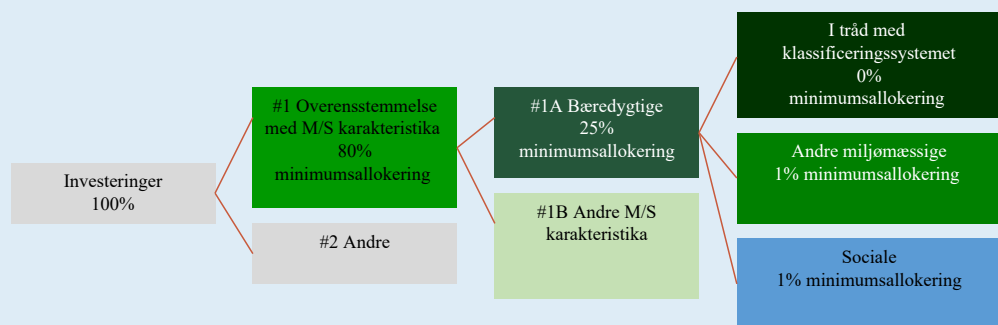 Investeringer
100%
#1 Overensstemmelse
med M/S karakteristika
80%
minimumsallokering
#2 Andre
#1A Bæredygtige
25%
minimumsallokering
#1B Andre M/S
karakteristika
I tråd med
klassificeringssystemet
0%
minimumsallokering
Andre miljømæssige
1% minimumsallokering
Sociale
1% minimumsallokering